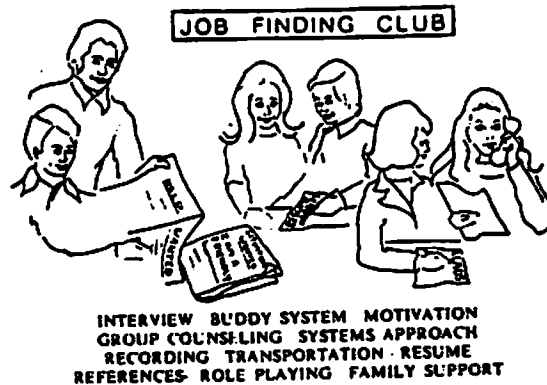 JOB FINDING CLUB
WANTED
INTERVIEW BUDDY SYSTEM MOTIVATION
GROUP COUNSELING SYSTEMS APPROACH
RECORDING TRANSPORTATION · RESUME
REFERENCES- ROLE PLAYING FAMILY SUPPORT